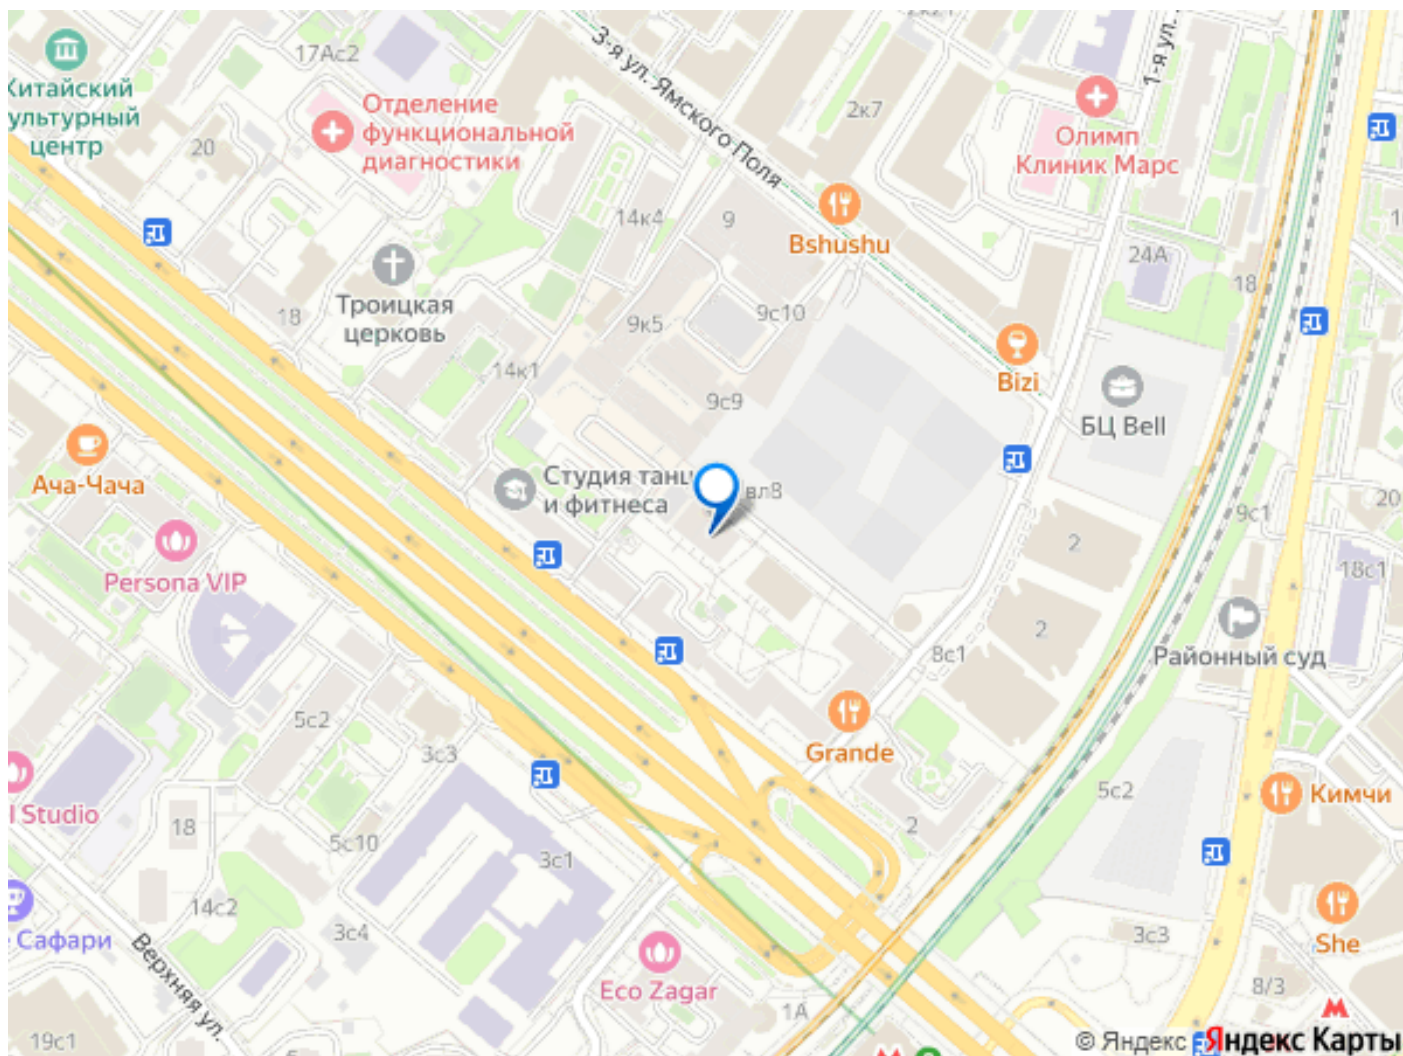 17Ас2
3-я ул. Ямского Поля
1-я ул.
Китайский
культурный
центр
20
Отделение
функциональной
диагностики
2к7
Олимп
Клиник Марс
14к4
9
Bshushu
24А
18
Троицкая
церковь
18
9к5
9с10
14к1
Bizi
9с9
БЦ Bell
Ача-Чача
Студия танц
и фитнеса
вл8
20
9с1
Persona VIP
2
18с1
2
8с1
Районный суд
5с2
3с3
Grande
5с2
Кимчи
l Studio
18
5с10
3с1
2
14с2
Сафари
3с4
Верхняя ул.
3с3
She
Eco Zagar
1А
8/3
19с1
© Яндекс Яндекс Карты